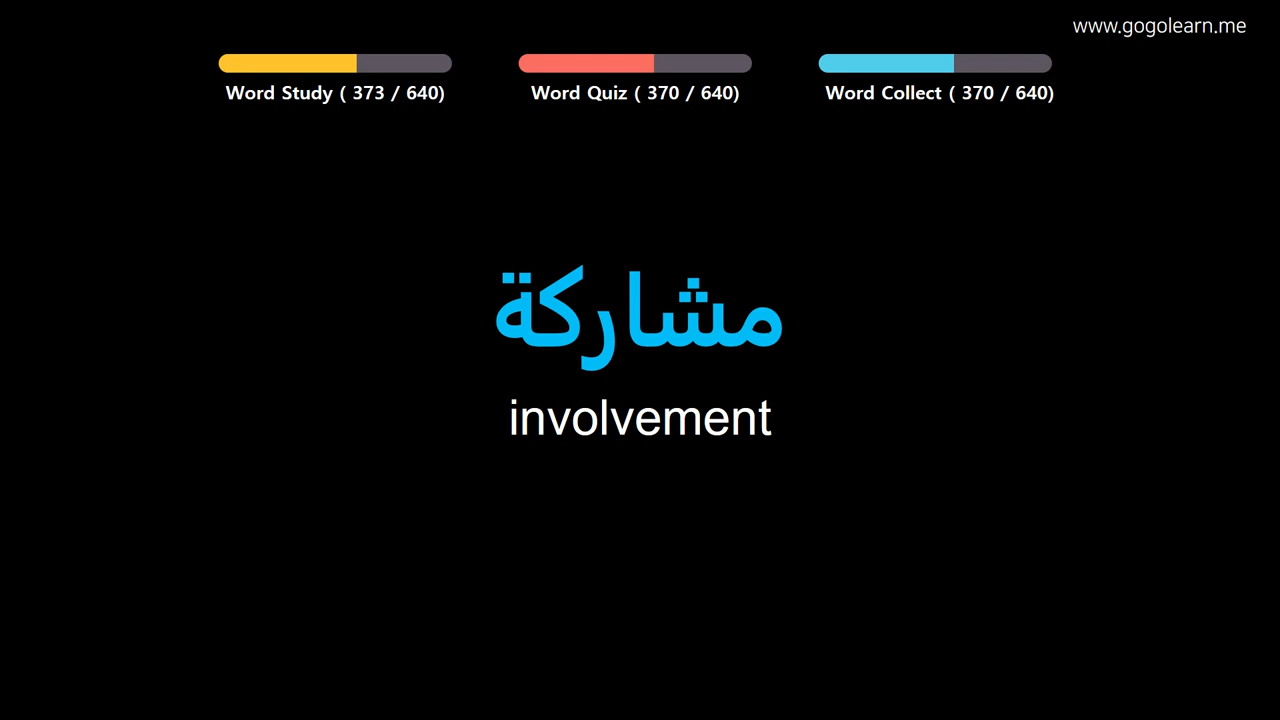 www.gogolearn.me
Word Study ( 373 / 640)
Word Quiz ( 370 / 640)
Word Collect ( 370 / 640)
مشاركة
involvement